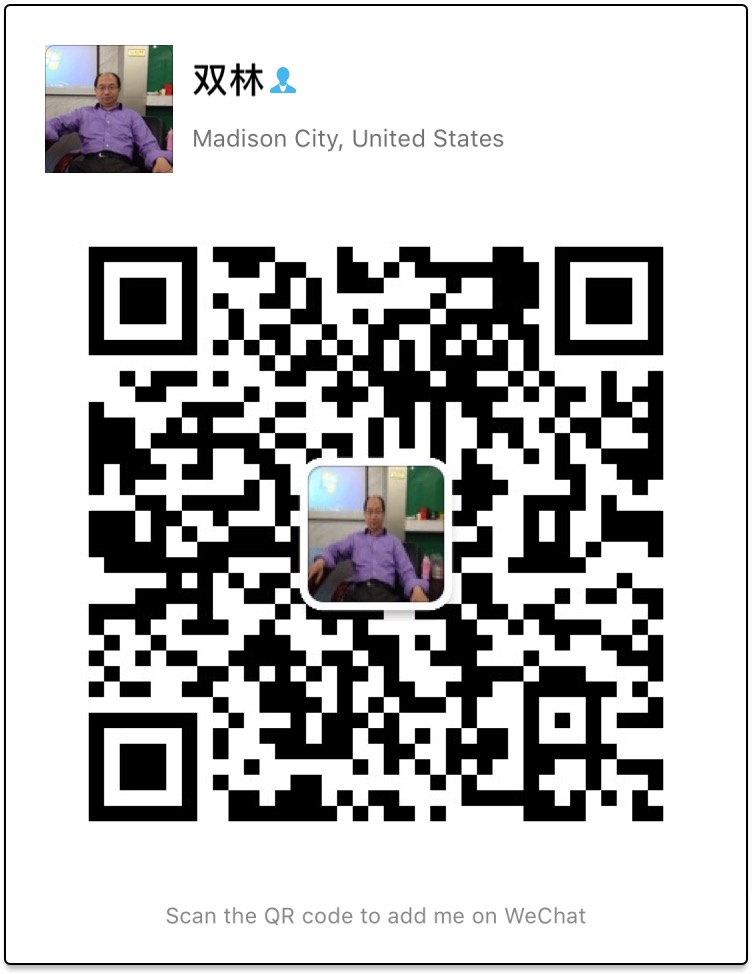 双林
Madison City, United States
Scan the QR code to add me on WeChat